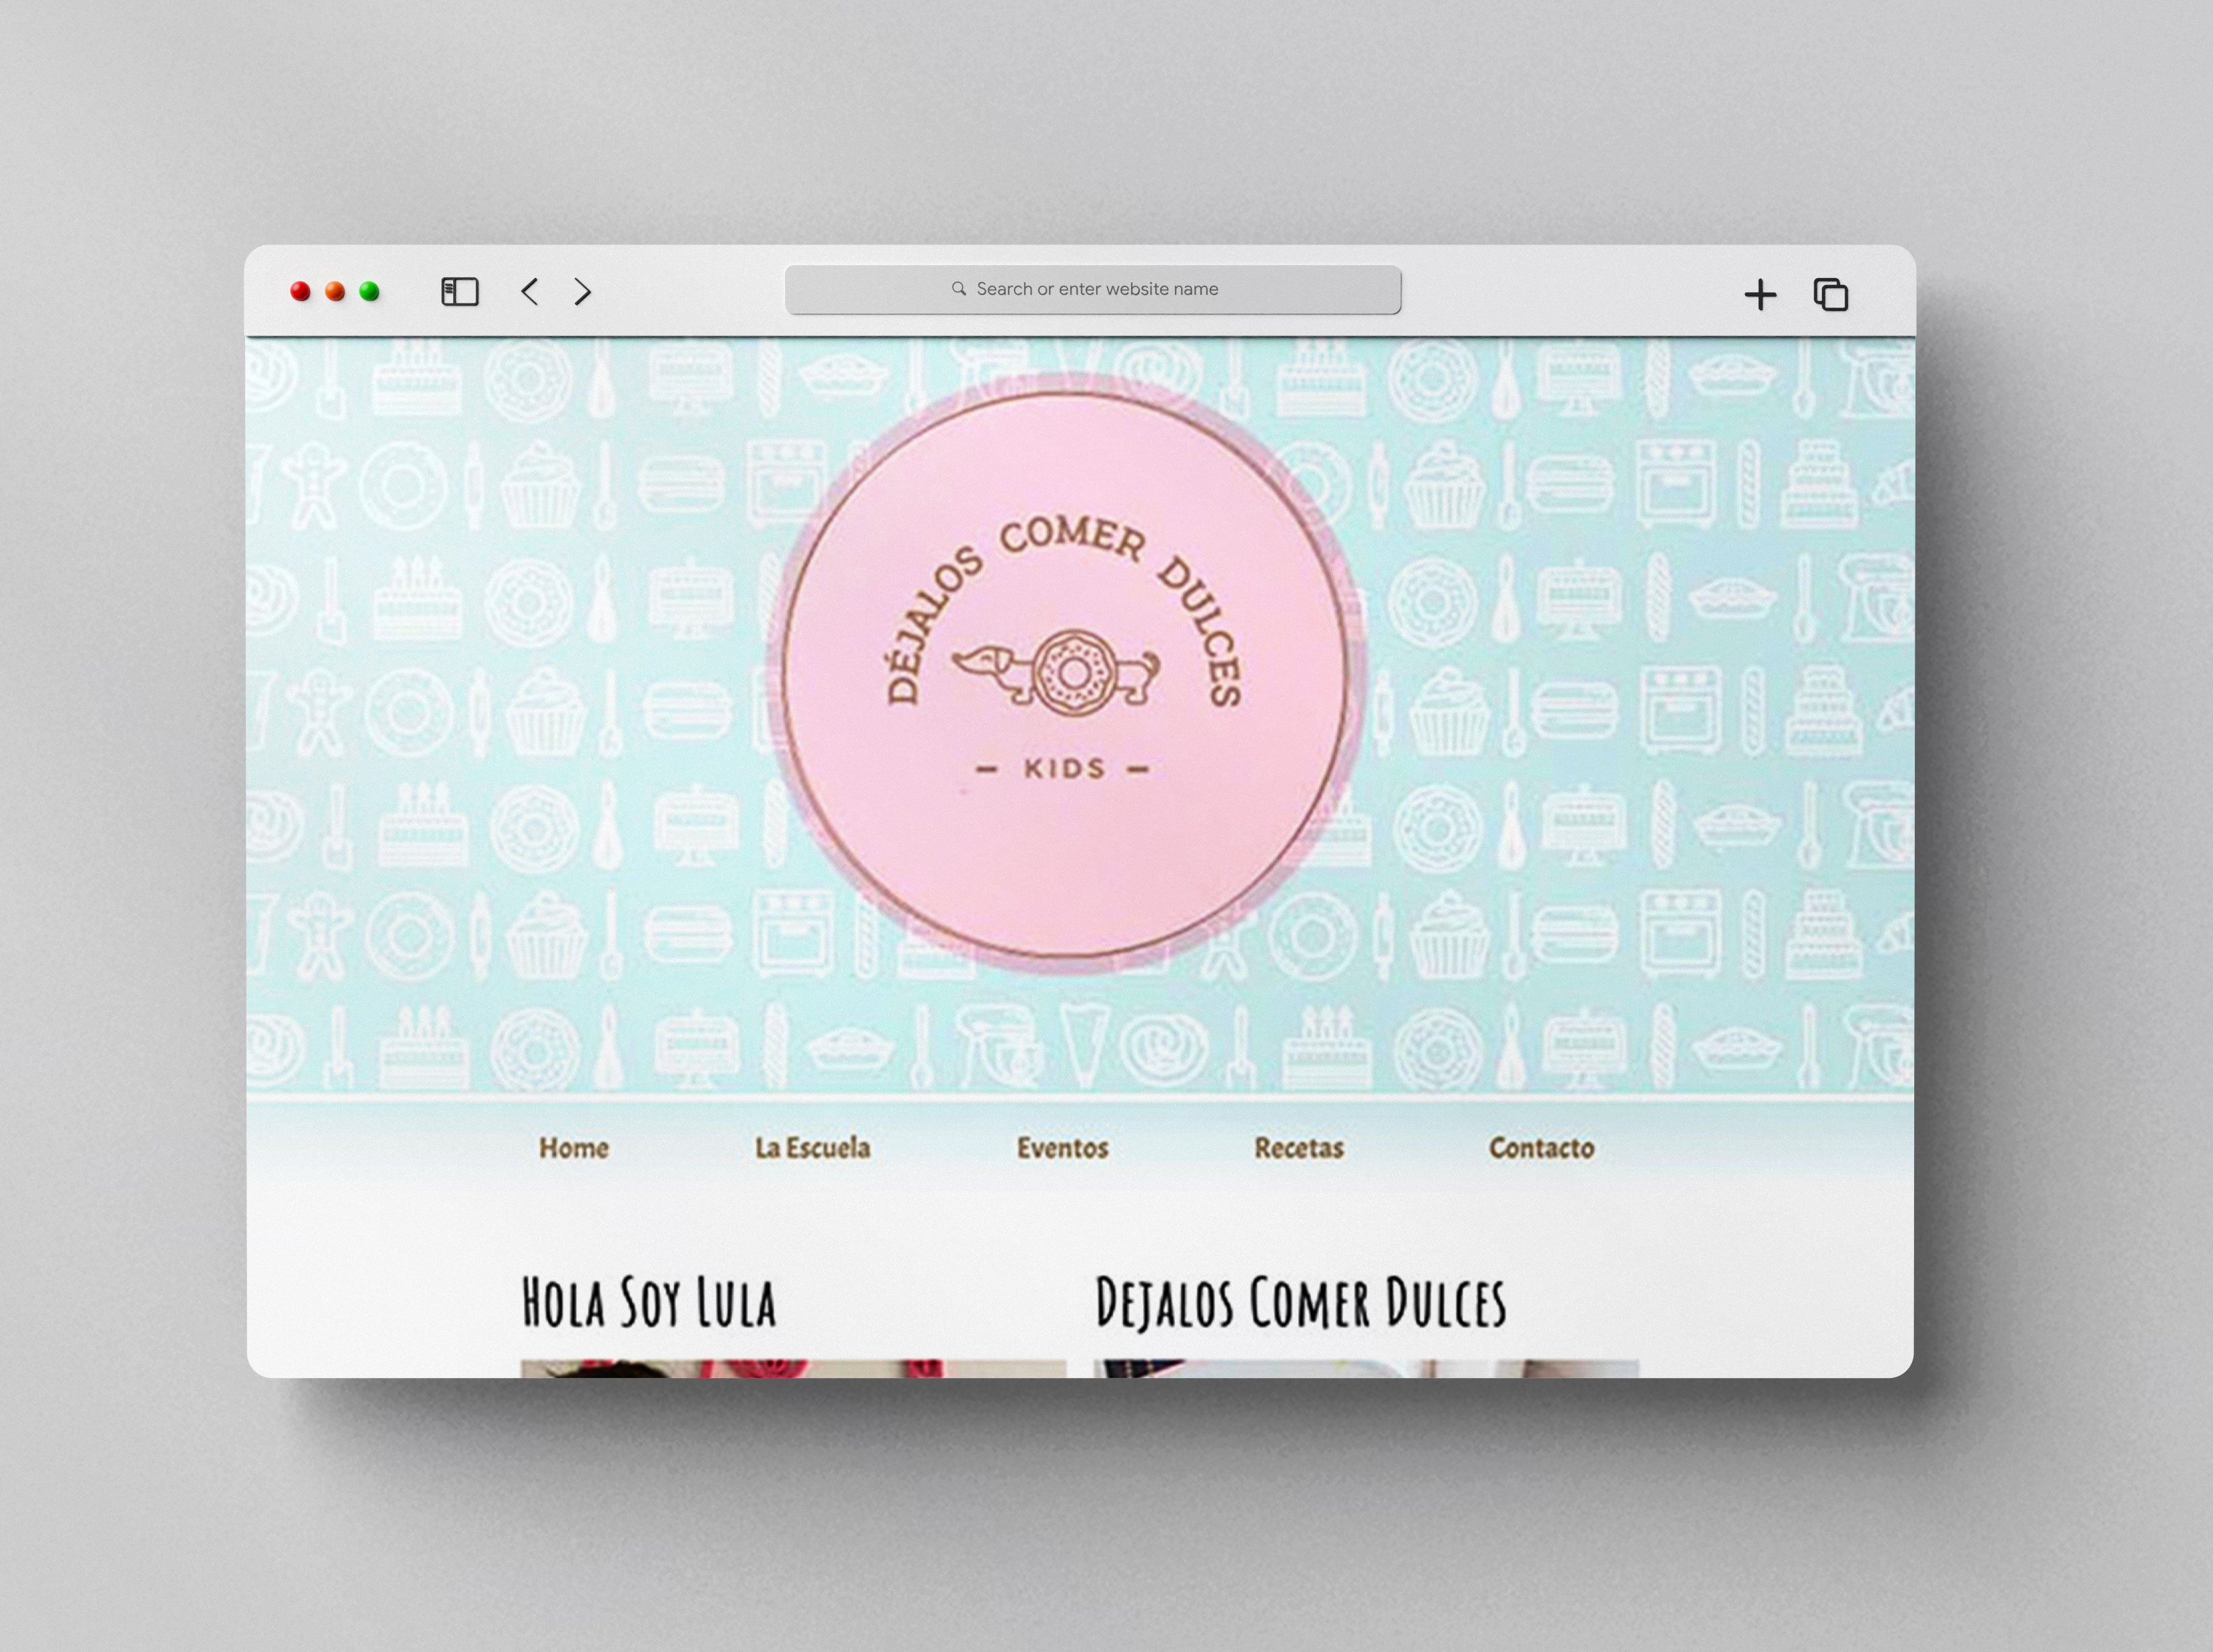 Search or enter website name
DÉJALOS COMER DULCES
— KIDS —
Home La Escuela Eventos Recetas Contacto
HOLA SOY LULA
DEJALOS COMER DULCES